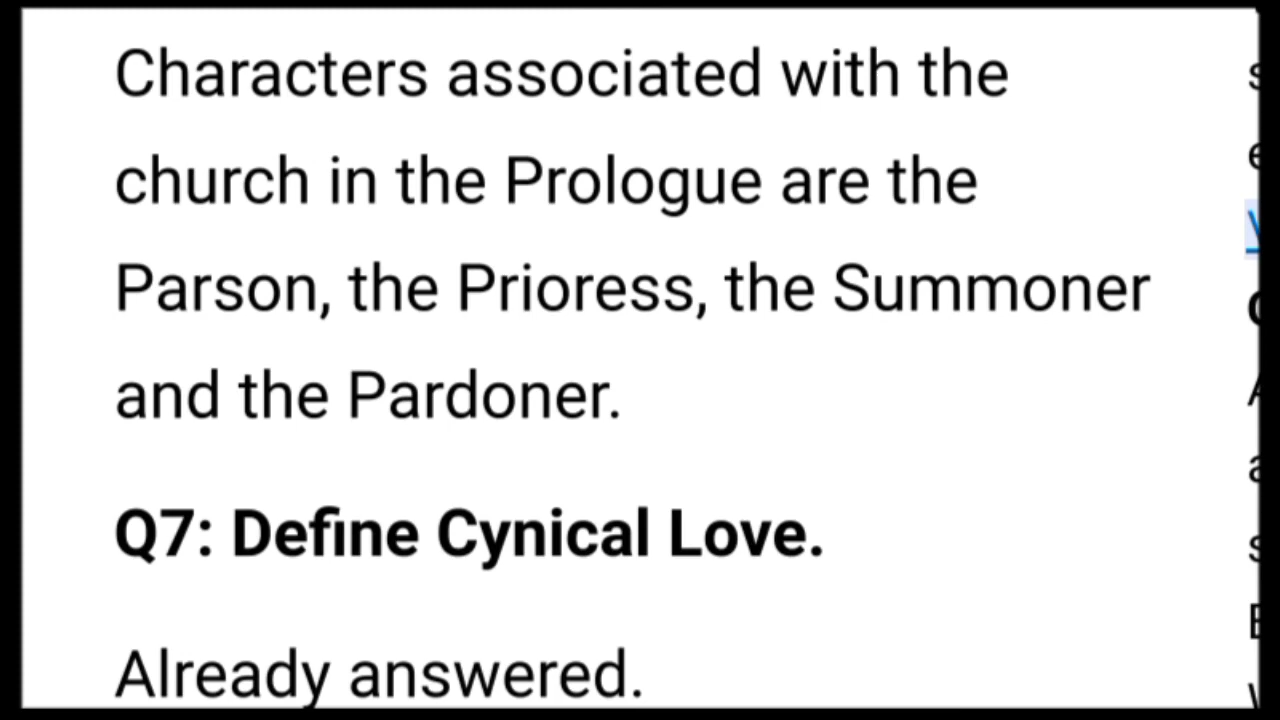 Characters associated with the
church in the Prologue are the
Parson, the Prioress, the Summoner
and the Pardoner.
Q7: Define Cynical Love.
Already answered.